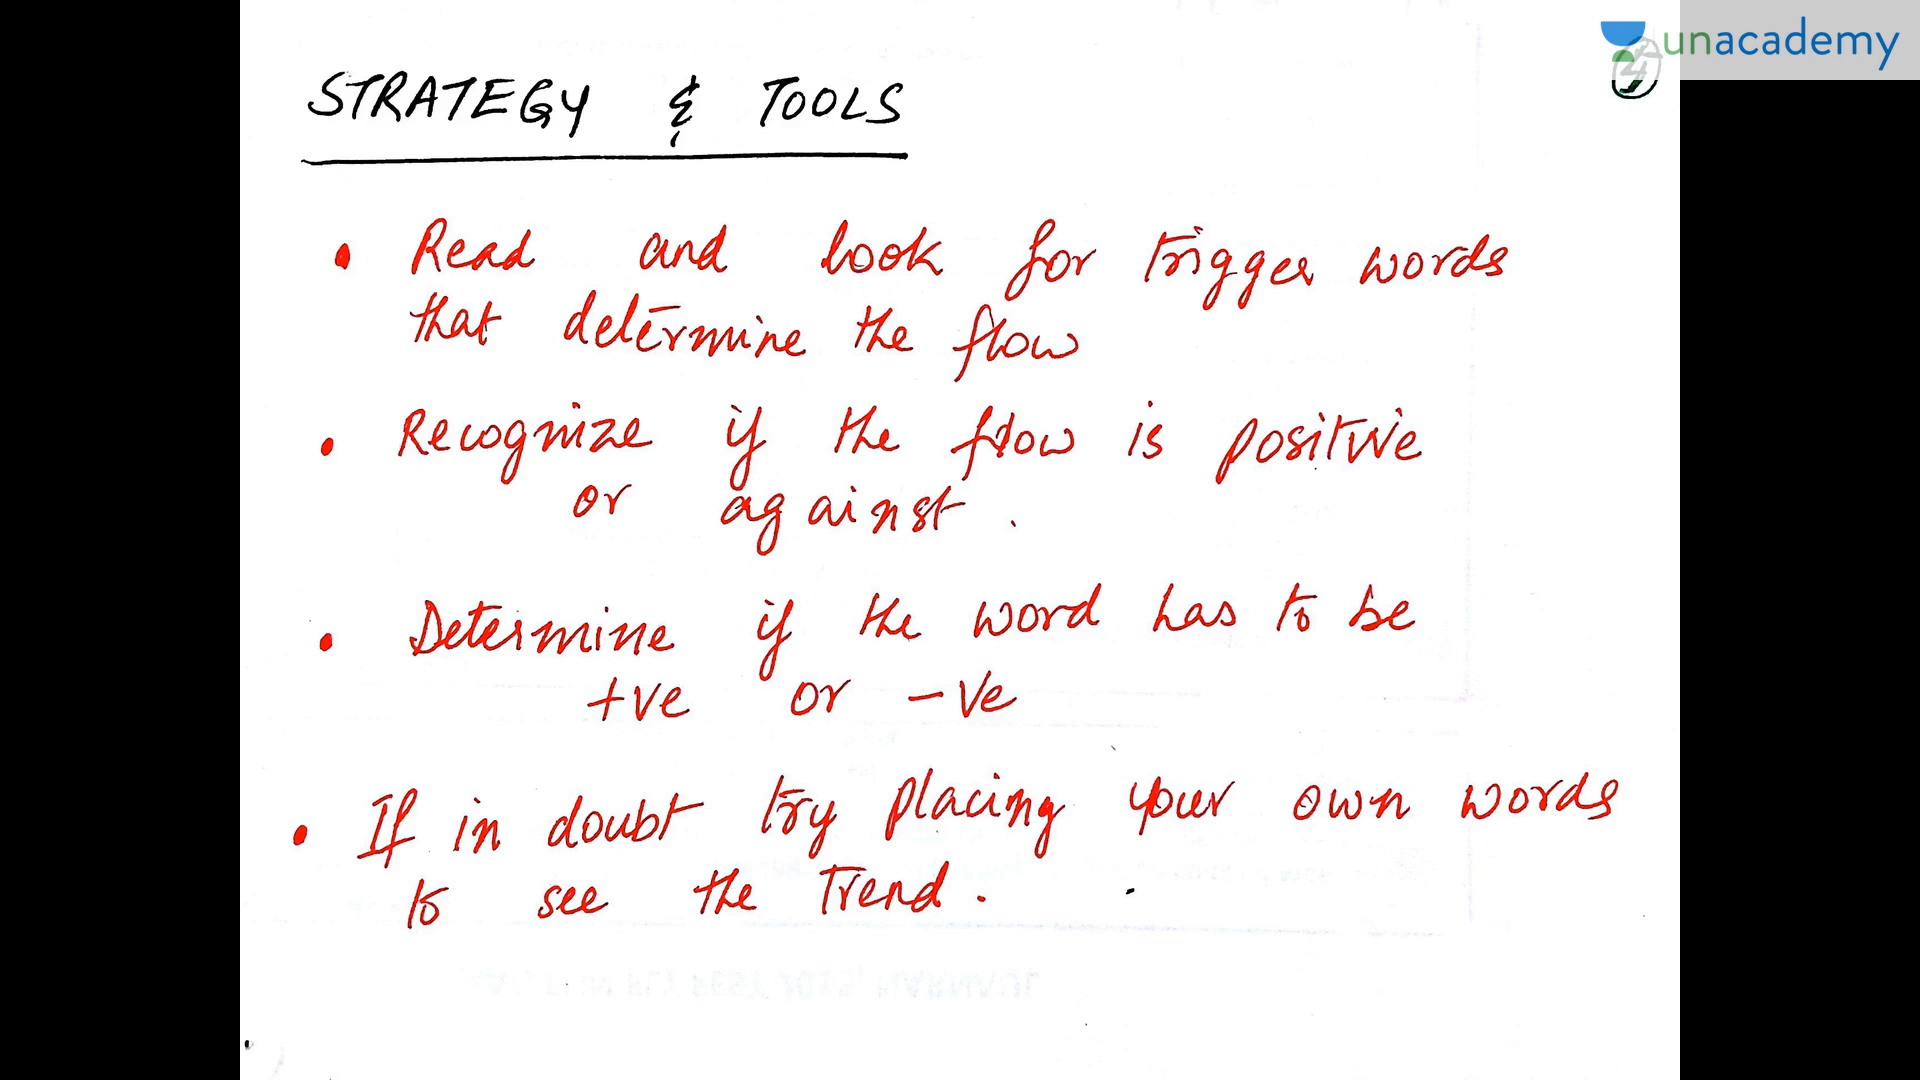 unacademy
STRATEGY & TOOLS
• Read and look for trigger words
that determine the flow
• Recognize if the flow is positive
or against.
• Determine if the word has to be
+ve or -ve
• If in doubt try placing your own words
to see the Trend.